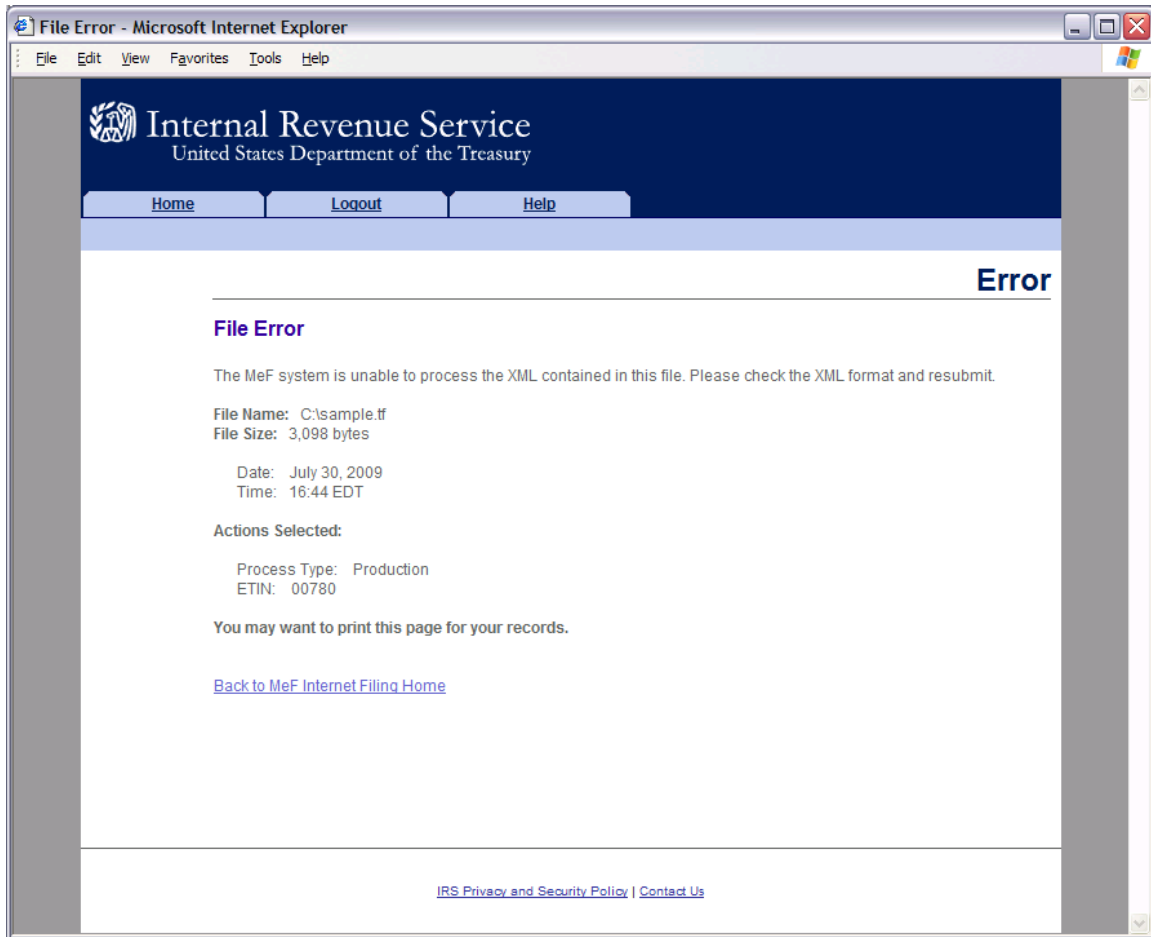 File Error - Microsoft Internet Explorer
File Edit View Favorites Tools Help
Internal Revenue Service
United States Department of the Treasury
Home Logout Help
Error
File Error
The MeF system is unable to process the XML contained in this file. Please check the XML format and resubmit.
File Name: C:\sample.tf
File Size: 3,098 bytes
Date: July 30, 2009
Time: 16:44 EDT
Actions Selected:
Process Type: Production
ETIN: 00780
You may want to print this page for your records.
Back to MeF Internet Filing Home
IRS Privacy and Security Policy | Contact Us